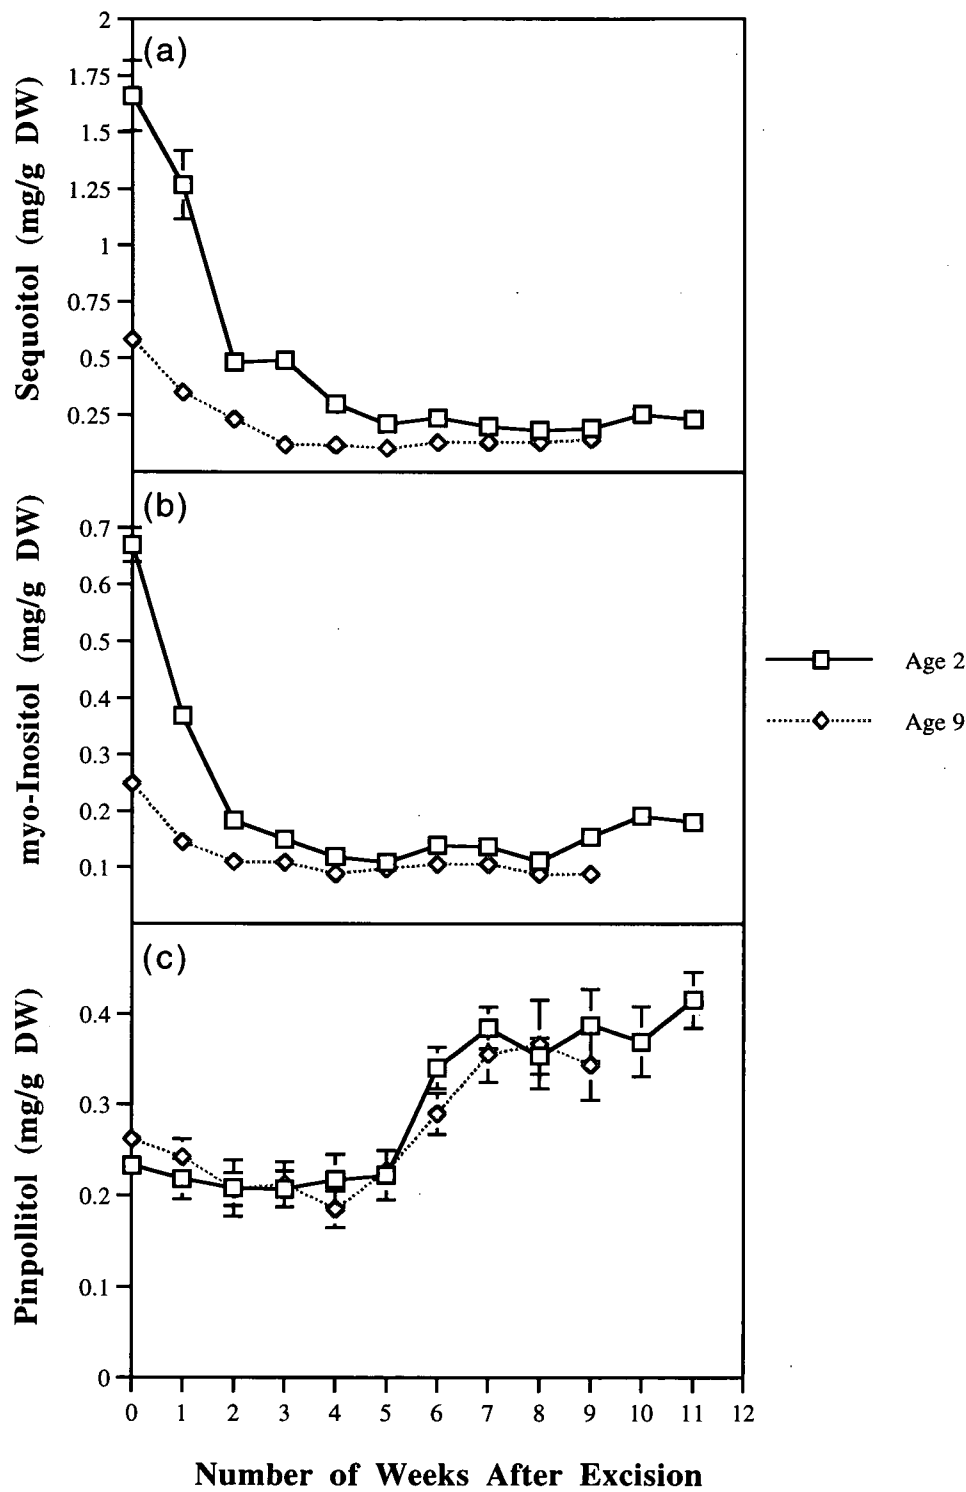 (a)
2
1.75
1.5
1.25
1
0.75
0.5
0.25
Sequoitol (mg/g DW)
(b)
0.7
0.6
0.5
0.4
0.3
0.2
0.1
myo-Inositol (mg/g DW)
Age 2
Age 9
(c)
0.4
0.3
0.2
0.1
0
Pinpollitol (mg/g DW)
0 1 2 3 4 5 6 7 8 9 10 11 12
Number of Weeks After Excision